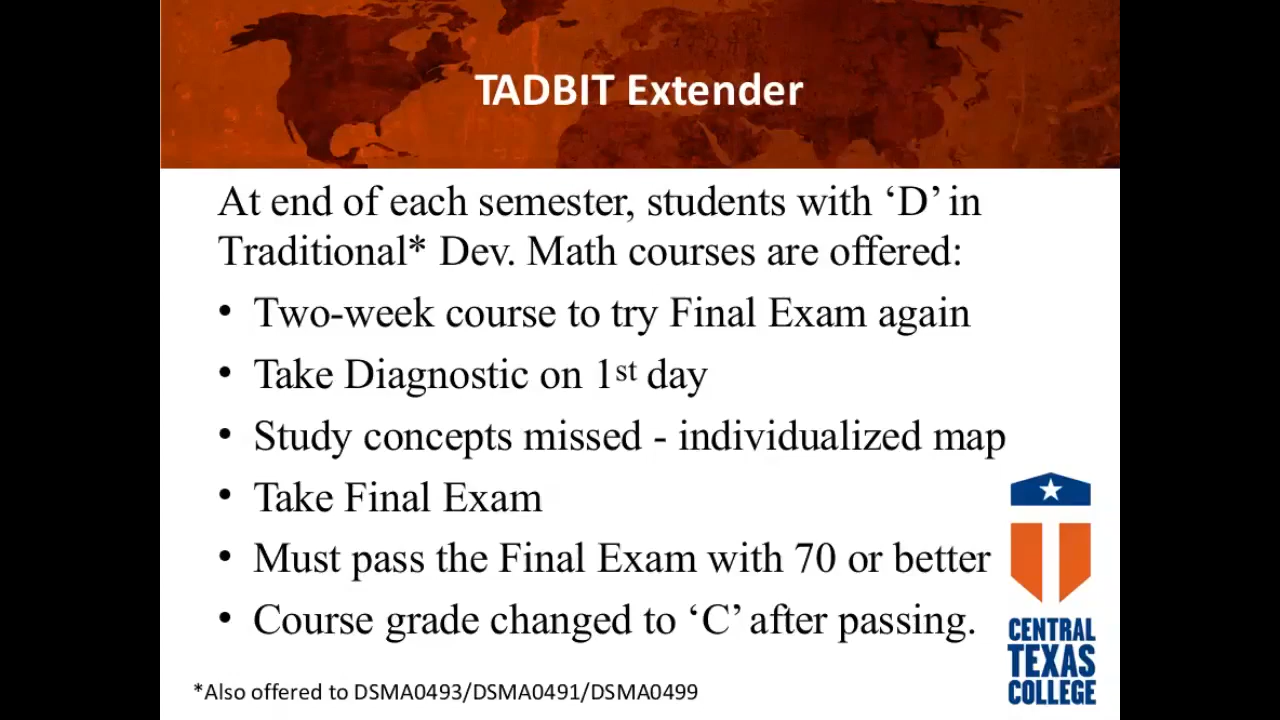 TADBIT Extender
At end of each semester, students with ‘D’ in
Traditional* Dev. Math courses are offered:
• Two-week course to try Final Exam again
• Take Diagnostic on 1st day
• Study concepts missed - individualized map
• Take Final Exam
• Must pass the Final Exam with 70 or better
• Course grade changed to ‘C’ after passing.
*Also offered to DSMA0493/DSMA0491/DSMA0499
CENTRAL
TEXAS
COLLEGE